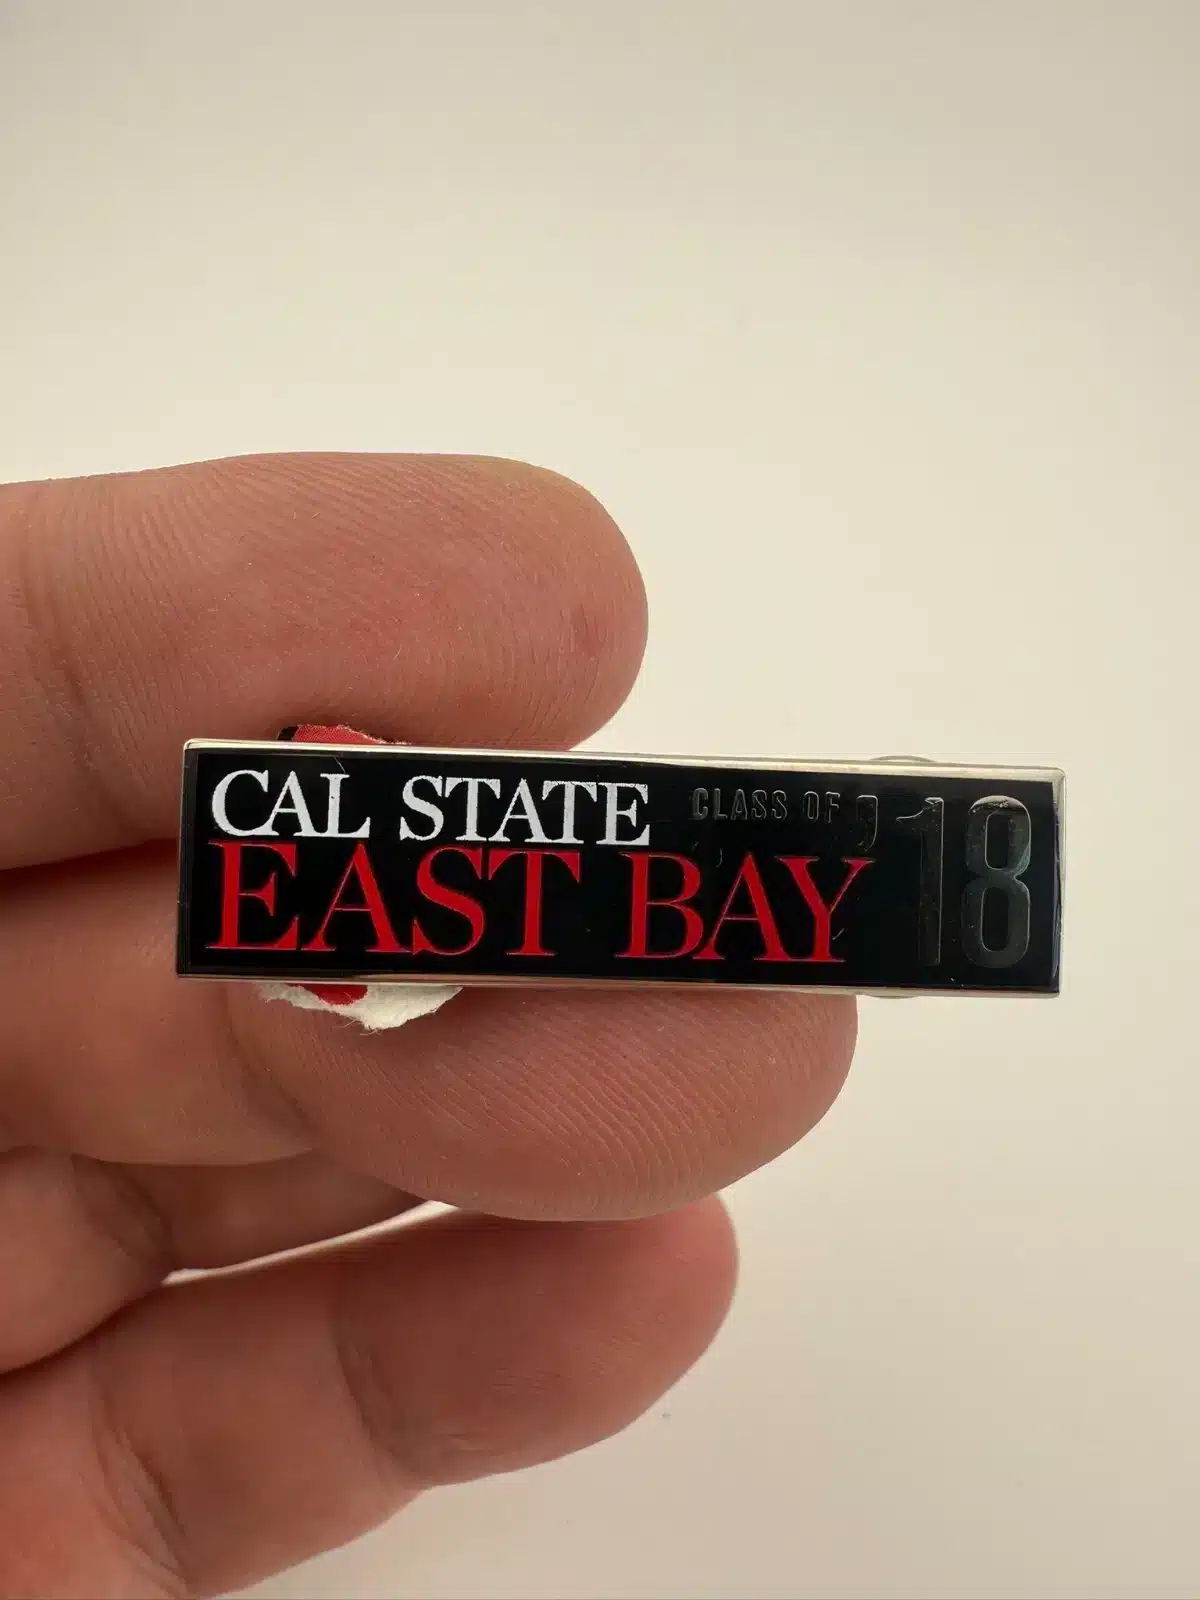 CAL STATE
EAST BAY
CLASS OF '18